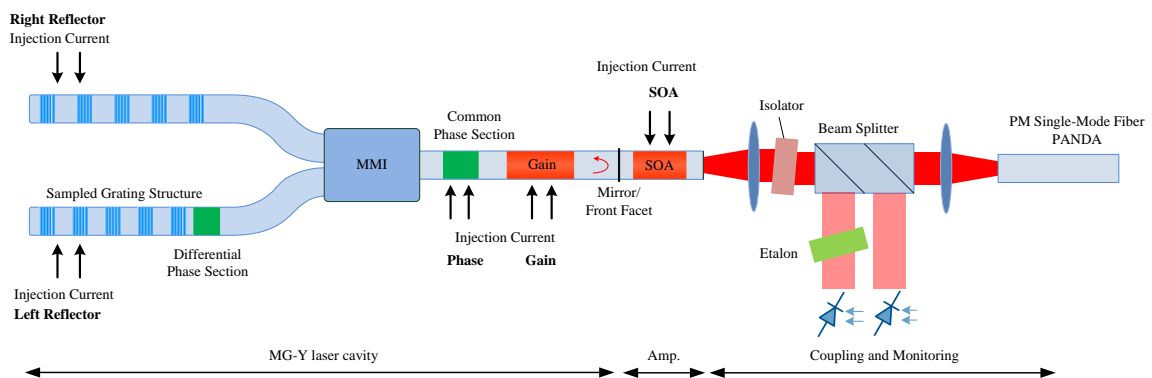 Right Reflector
Injection Current
Sampled Grating Structure
Differential
Phase Section
Injection Current
Left Reflector
MMI
Common
Phase Section
Gain
Injection Current
Phase
Gain
Injection Current
SOA
SOA
Mirror/
Front Facet
Isolator
Beam Splitter
Etalon
PM Single-Mode Fiber
PANDA
MG-Y laser cavity
Amp.
Coupling and Monitoring